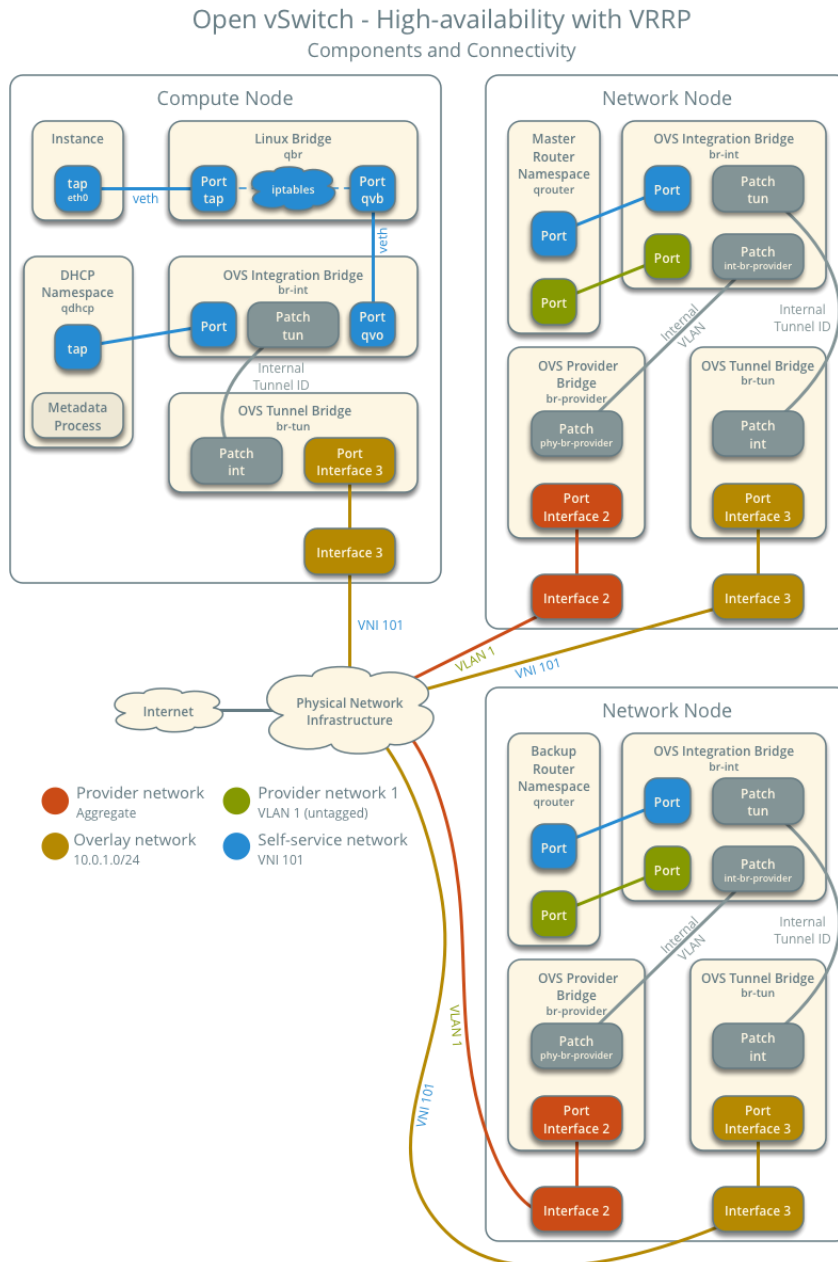 Open vSwitch - High-availability with VRRP
Components and Connectivity
Compute Node
Instance
tap
eth0
veth
Linux Bridge
qbr
Port
tap
iptables
Port
qvb
veth
DHCP
Namespace
qdhcp
tap
Metadata
Process
OVS Integration Bridge
br-int
Port
Patch
tun
Port
qvo
Internal
Tunnel ID
OVS Tunnel Bridge
br-tun
Patch
int
Port
Interface 3
Interface 3
VNI 101
Network Node
Master
Router
Namespace
qrouter
Port
Port
OVS Integration Bridge
br-int
Port
Patch
tun
Port
Patch
int-br-provider
Internal
VLAN
Internal
Tunnel ID
OVS Provider
Bridge
br-provider
Patch
phy-br-provider
Port
Interface 2
OVS Tunnel Bridge
br-tun
Patch
int
Port
Interface 3
Interface 2
Interface 3
VLAN 1
VNI 101
Internet
Physical Network
Infrastructure
Provider network
Aggregate
Provider network 1
VLAN 1 (untagged)
Overlay network
10.0.1.0/24
Self-service network
VNI 101
Network Node
Backup
Router
Namespace
qrouter
Port
Port
OVS Integration Bridge
br-int
Port
Patch
tun
Port
Patch
int-br-provider
Internal
VLAN
Internal
Tunnel ID
OVS Provider
Bridge
br-provider
Patch
phy-br-provider
Port
Interface 2
OVS Tunnel Bridge
br-tun
Patch
int
Port
Interface 3
Interface 2
Interface 3
VLAN 1
VNI 101